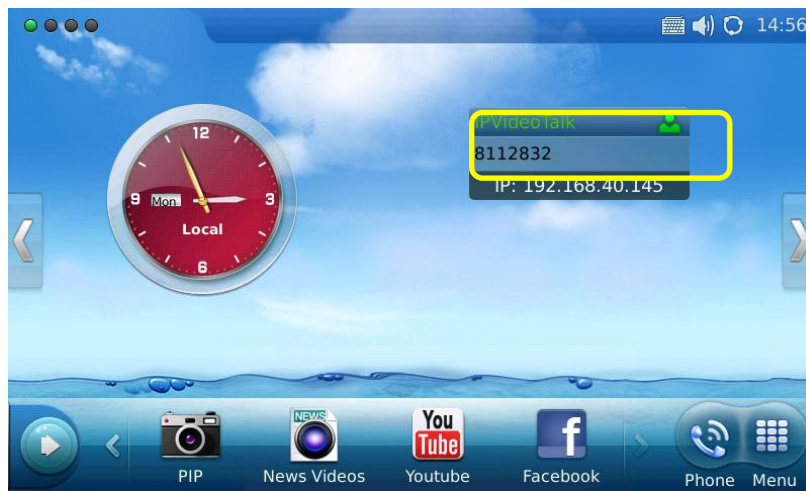 14:56
IPVideoTalk
8112832
IP: 192.168.40.145
12
9
Mon
3
Local
6
NEWS
You
Tube
f
PIP
News Videos
Youtube
Facebook
Phone
Menu